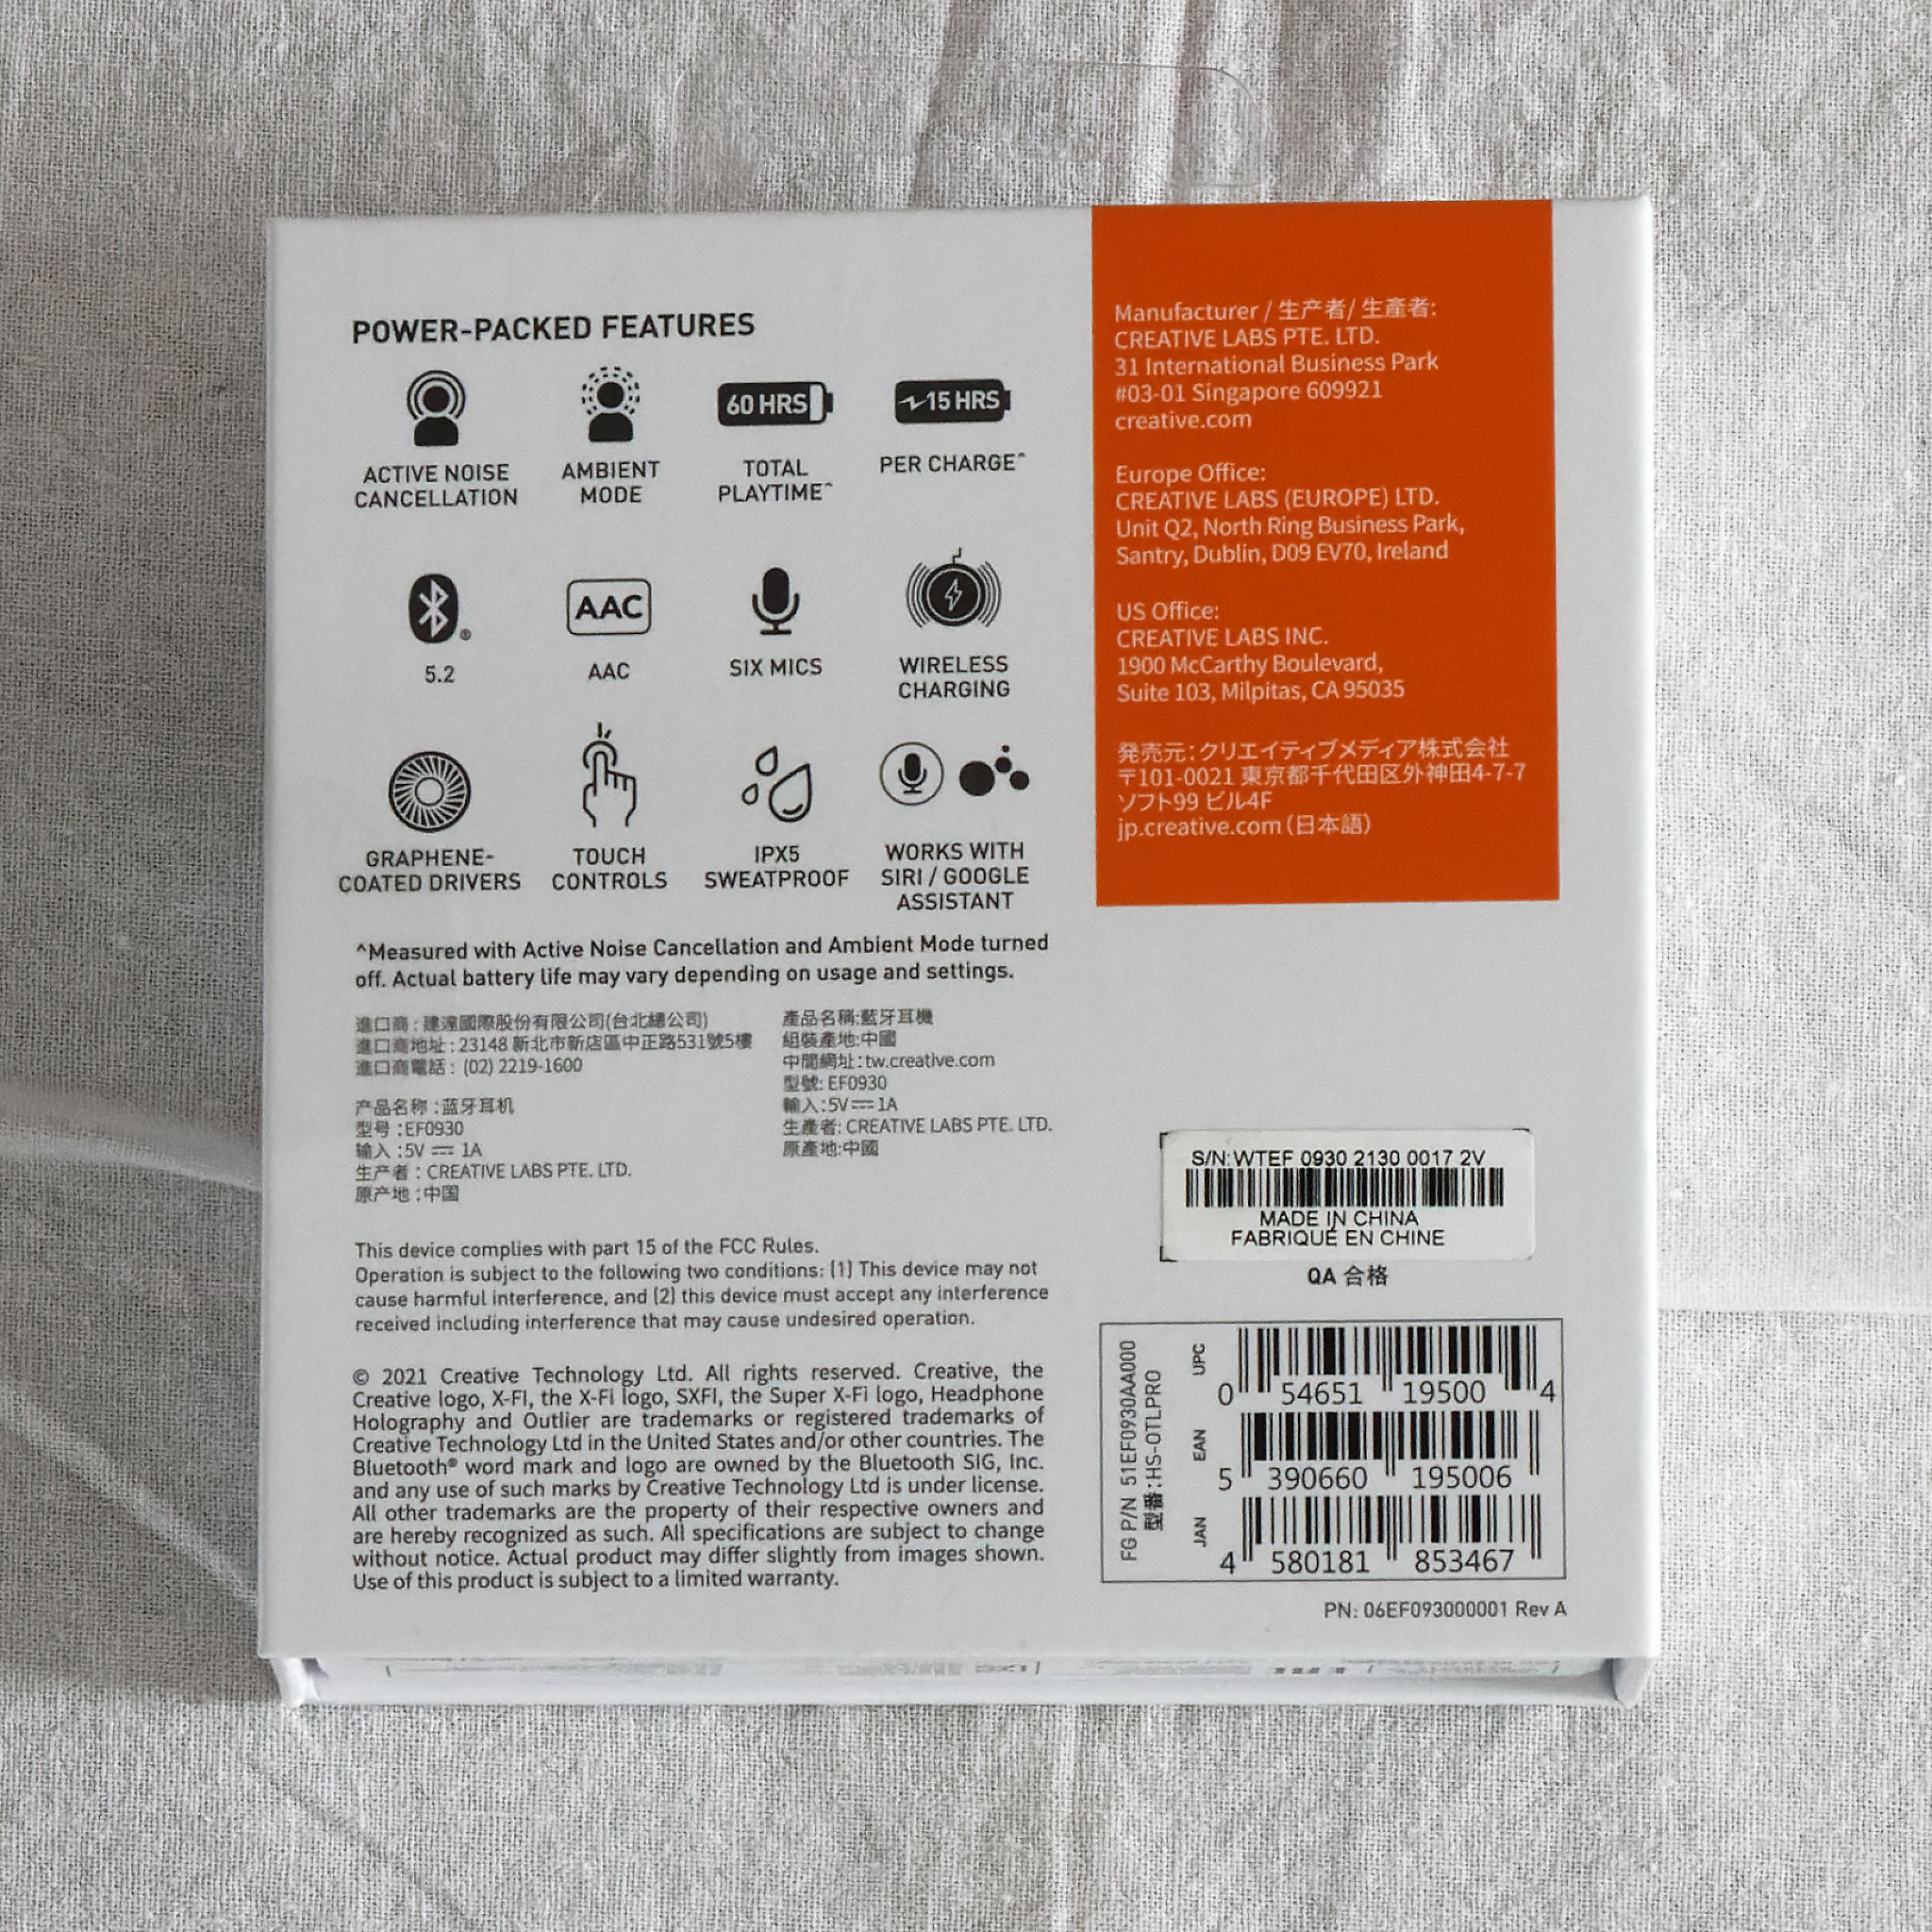 POWER-PACKED FEATURES
ACTIVE NOISE
CANCELLATION
AMBIENT
MODE
60 HRS
TOTAL
PLAYTIME^
15 HRS
PER CHARGE^
®
5.2
AAC
AAC
SIX MICS
WIRELESS
CHARGING
GRAPHENE-
COATED DRIVERS
TOUCH
CONTROLS
IPX5
SWEATPROOF
WORKS WITH
SIRI / GOOGLE
ASSISTANT
^Measured with Active Noise Cancellation and Ambient Mode turned
off. Actual battery life may vary depending on usage and settings.
進口商 : 建達國際股份有限公司(台北總公司)
進口商地址 : 23148 新北市新店區中正路531號5樓
進口商電話 : (02) 2219-1600
产品名称 : 蓝牙耳机
型号 : EF0930
输入 : 5V ⎓ 1A
生产者 : CREATIVE LABS PTE. LTD.
原产地 : 中国
產品名稱:藍牙耳機
組裝產地:中國
中間網址: tw.creative.com
型號: EF0930
輸入: 5V⎓1A
生產者: CREATIVE LABS PTE. LTD.
原產地:中國
This device complies with part 15 of the FCC Rules.
Operation is subject to the following two conditions: (1) This device may not
cause harmful interference, and (2) this device must accept any interference
received including interference that may cause undesired operation.
© 2021 Creative Technology Ltd. All rights reserved. Creative, the
Creative logo, X-Fi, the X-Fi logo, SXFI, the Super X-Fi logo, Headphone
Holography and Outlier are trademarks or registered trademarks of
Creative Technology Ltd in the United States and/or other countries. The
Bluetooth® word mark and logo are owned by the Bluetooth SIG, Inc.
and any use of such marks by Creative Technology Ltd is under license.
All other trademarks are the property of their respective owners and
are hereby recognized as such. All specifications are subject to change
without notice. Actual product may differ slightly from images shown.
Use of this product is subject to a limited warranty.
Manufacturer / 生产者/ 生產者:
CREATIVE LABS PTE. LTD.
31 International Business Park
#03-01 Singapore 609921
creative.com
Europe Office:
CREATIVE LABS (EUROPE) LTD.
Unit Q2, North Ring Business Park,
Santry, Dublin, D09 EV70, Ireland
US Office:
CREATIVE LABS INC.
1900 McCarthy Boulevard,
Suite 103, Milpitas, CA 95035
発売元：クリエイティブメディア株式会社
〒101-0021 東京都千代田区外神田4-7-7
ソフト99 ビル4F
jp.creative.com（日本語）
S/N: WTEF 0930 2130 0017 2V
MADE IN CHINA
FABRIQUÉ EN CHINE
QA 合格
FG P/N 51EF0930AA000
型番: HS-OTLPRO
UPC
0 54651 19500 4
EAN
5 390660 195006
JAN
4 580181 853467
PN: 06EF093000001 Rev A